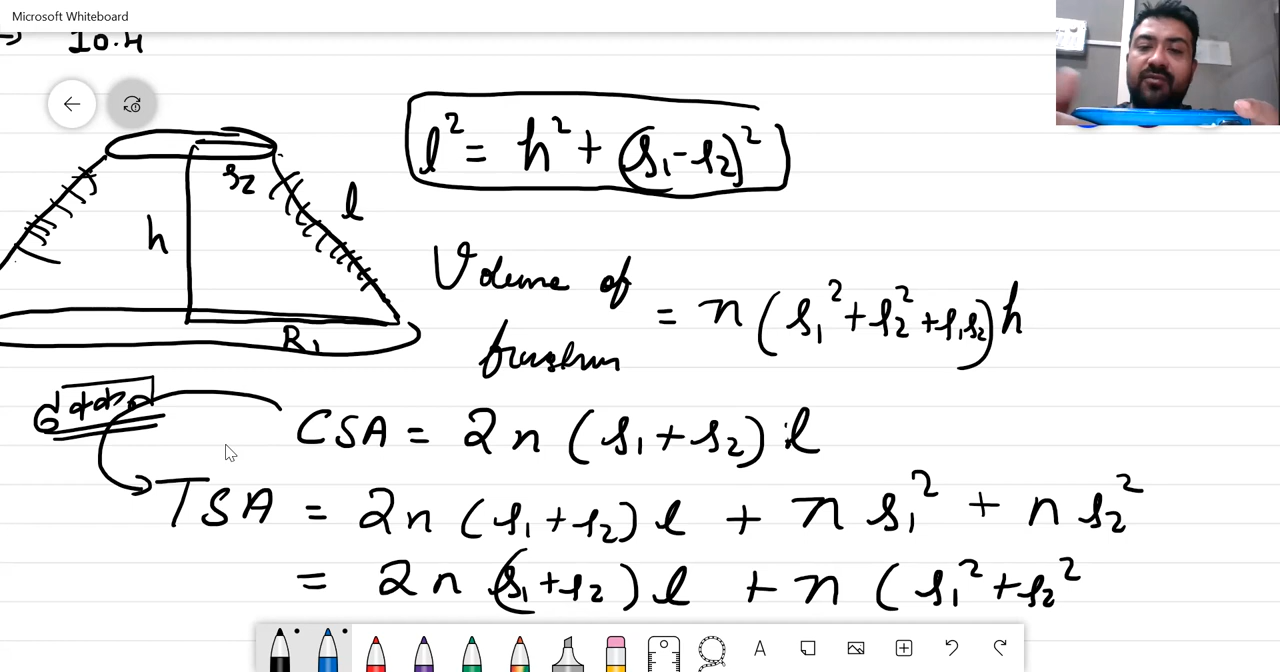 Microsoft Whiteboard
10.4
l² = h² + (r₁-r₂)²
r₂
l
h
R₁
Volume of
frustum
= π (r₁² + r₂² + r₁r₂) h
CSA = 2π (r₁ + r₂) l
TSA = 2π (r₁ + r₂) l + π r₁² + π r₂²
= 2π (r₁ + r₂) l + π (r₁² + r₂²
A